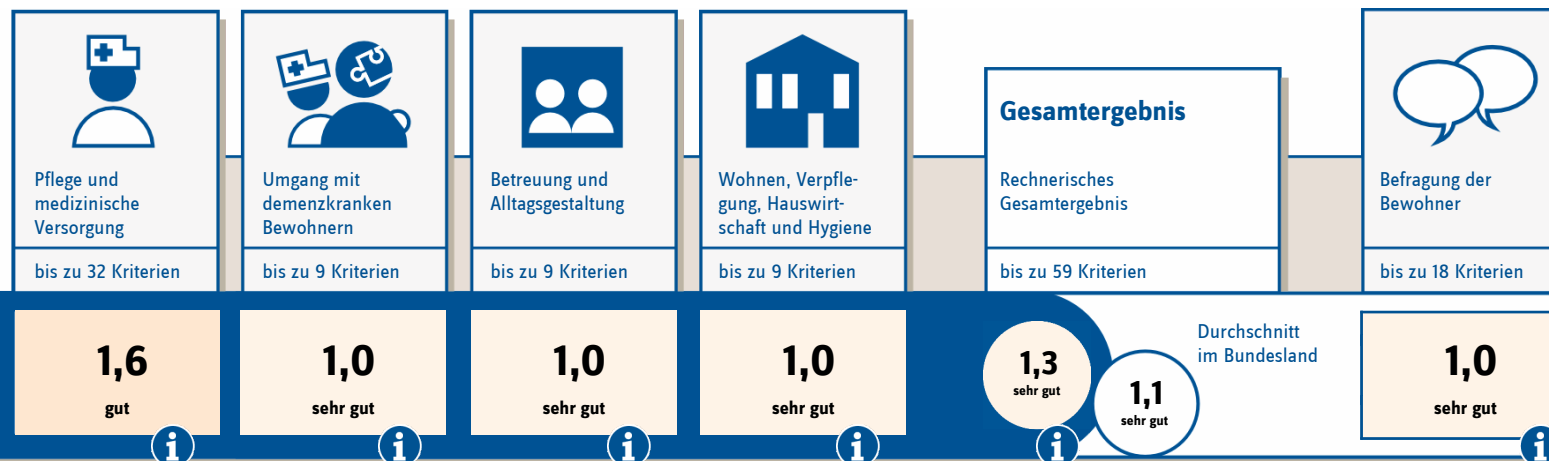 Pflege und
medizinische
Versorgung
bis zu 32 Kriterien
1,6
gut
i
Umgang mit
demenzkranken
Bewohnern
bis zu 9 Kriterien
1,0
sehr gut
i
Betreuung und
Alltagsgestaltung
bis zu 9 Kriterien
1,0
sehr gut
i
Wohnen, Verpfle-
gung, Hauswirt-
schaft und Hygiene
bis zu 9 Kriterien
1,0
sehr gut
i
Gesamtergebnis
Rechnerisches
Gesamtergebnis
bis zu 59 Kriterien
1,3
sehr gut
i
Durchschnitt
im Bundesland
1,1
sehr gut
Befragung der
Bewohner
bis zu 18 Kriterien
1,0
sehr gut
i